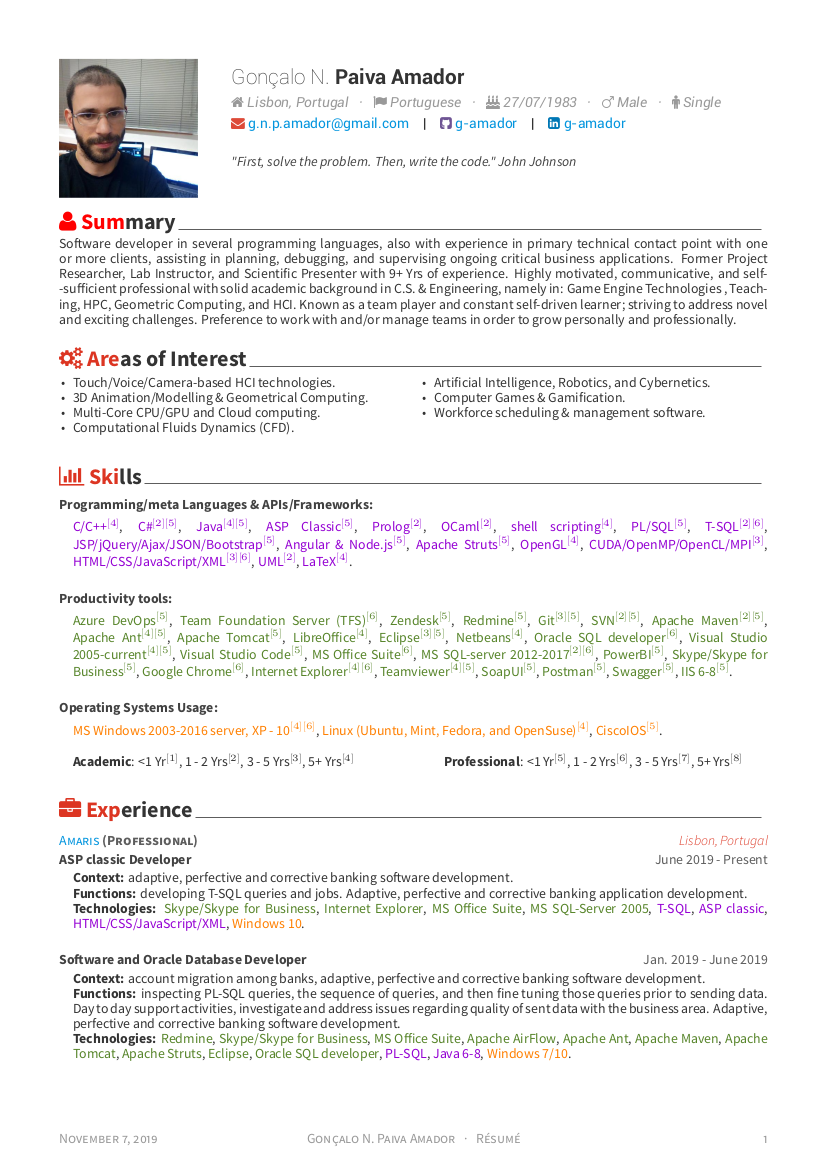 Gonçalo N. Paiva Amador
Lisbon, Portugal · Portuguese · 27/07/1983 · Male · Single
g.n.p.amador@gmail.com | g-amador | g-amador
"First, solve the problem. Then, write the code." John Johnson
Summary
Software developer in several programming languages, also with experience in primary technical contact point with one
or more clients, assisting in planning, debugging, and supervising ongoing critical business applications. Former Project
Researcher, Lab Instructor, and Scientific Presenter with 9+ Yrs of experience. Highly motivated, communicative, and self-
-sufficient professional with solid academic background in C.S. & Engineering, namely in: Game Engine Technologies , Teach-
ing, HPC, Geometric Computing, and HCI. Known as a team player and constant self-driven learner; striving to address novel
and exciting challenges. Preference to work with and/or manage teams in order to grow personally and professionally.
Areas of Interest
• Touch/Voice/Camera-based HCI technologies.
• 3D Animation/Modelling & Geometrical Computing.
• Multi-Core CPU/GPU and Cloud computing.
• Computational Fluids Dynamics (CFD).
• Artificial Intelligence, Robotics, and Cybernetics.
• Computer Games & Gamification.
• Workforce scheduling & management software.
Skills
Programming/meta Languages & APIs/Frameworks:
C/C++[4], C#[2][5], Java[4][5], ASP Classic[5], Prolog[2], OCaml[2], shell scripting[4], PL/SQL[5], T-SQL[2][6],
JSP/jQuery/Ajax/JSON/Bootstrap[5], Angular & Node.js[5], Apache Struts[5], OpenGL[4], CUDA/OpenMP/OpenCL/MPI[3],
HTML/CSS/JavaScript/XML[3][6], UML[2], LaTeX[4].
Productivity tools:
Azure DevOps[5], Team Foundation Server (TFS)[6], Zendesk[5], Redmine[5], Git[3][5], SVN[2][5], Apache Maven[2][5],
Apache Ant[4][5], Apache Tomcat[5], LibreOffice[4], Eclipse[3][5], Netbeans[4], Oracle SQL developer[6], Visual Studio
2005-current[4][5], Visual Studio Code[5], MS Office Suite[6], MS SQL-server 2012-2017[2][6], PowerBI[5], Skype/Skype for
Business[5], Google Chrome[6], Internet Explorer[4][6], Teamviewer[4][5], SoapUI[5], Postman[5], Swagger[5], IIS 6-8[5].
Operating Systems Usage:
MS Windows 2003-2016 server, XP - 10[4][6], Linux (Ubuntu, Mint, Fedora, and OpenSuse)[4], CiscoIOS[5].
Academic: <1 Yr[1], 1 - 2 Yrs[2], 3 - 5 Yrs[3], 5+ Yrs[4] Professional: <1 Yr[5], 1 - 2 Yrs[6], 3 - 5 Yrs[7], 5+ Yrs[8]
Experience
Amaris (Professional) Lisbon, Portugal
ASP classic Developer June 2019 - Present
Context: adaptive, perfective and corrective banking software development.
Functions: developing T-SQL queries and jobs. Adaptive, perfective and corrective banking application development.
Technologies: Skype/Skype for Business, Internet Explorer, MS Office Suite, MS SQL-Server 2005, T-SQL, ASP classic,
HTML/CSS/JavaScript/XML, Windows 10.
Software and Oracle Database Developer Jan. 2019 - June 2019
Context: account migration among banks, adaptive, perfective and corrective banking software development.
Functions: inspecting PL-SQL queries, the sequence of queries, and then fine tuning those queries prior to sending data.
Day to day support activities, investigate and address issues regarding quality of sent data with the business area. Adaptive,
perfective and corrective banking software development.
Technologies: Redmine, Skype/Skype for Business, MS Office Suite, Apache AirFlow, Apache Ant, Apache Maven, Apache
Tomcat, Apache Struts, Eclipse, Oracle SQL developer, PL-SQL, Java 6-8, Windows 7/10.
November 7, 2019 Gonçalo N. Paiva Amador · Résumé 1